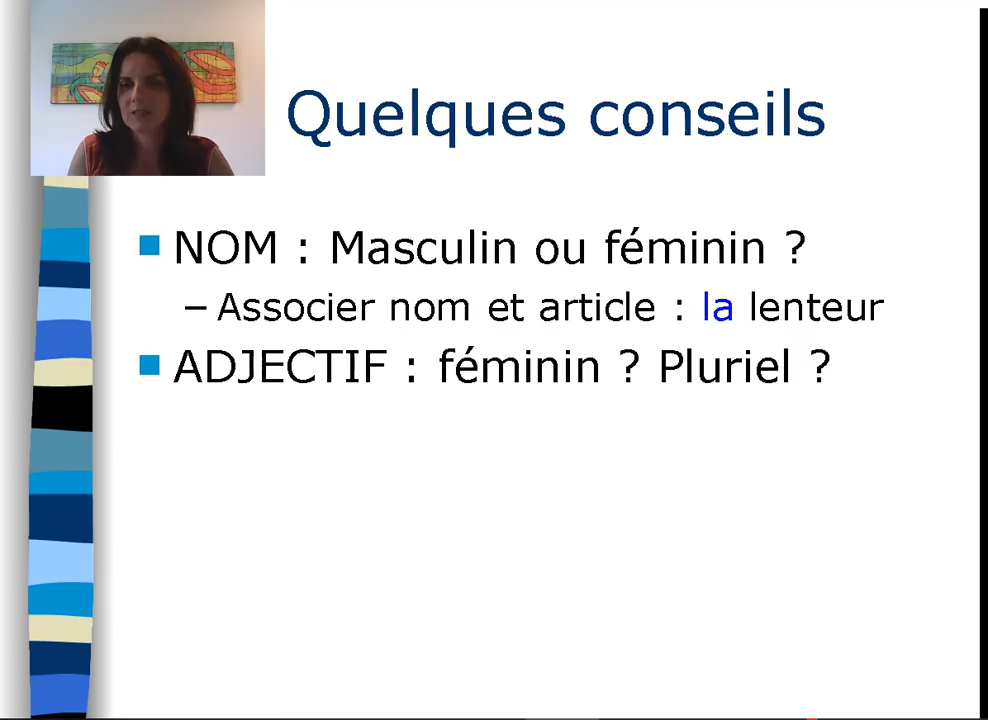 Quelques conseils
NOM : Masculin ou féminin ?
– Associer nom et article : la lenteur
ADJECTIF : féminin ? Pluriel ?